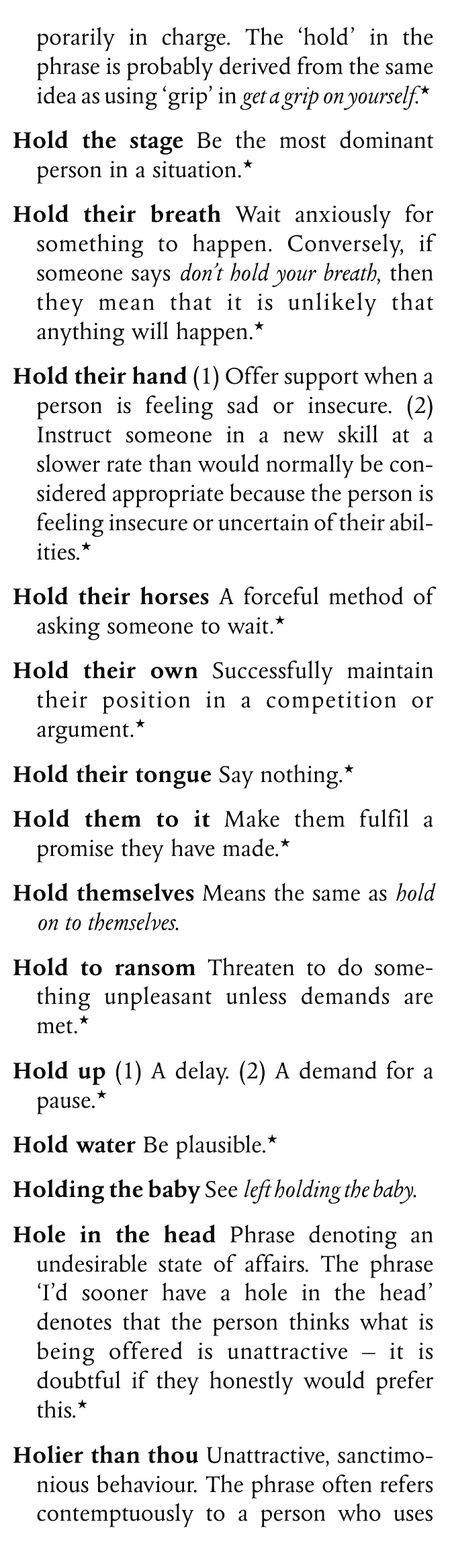 porarily in charge. The ‘hold’ in the
phrase is probably derived from the same
idea as using ‘grip’ in get a grip on yourself.★
Hold the stage Be the most dominant
person in a situation.★
Hold their breath Wait anxiously for
something to happen. Conversely, if
someone says don’t hold your breath, then
they mean that it is unlikely that
anything will happen.★
Hold their hand (1) Offer support when a
person is feeling sad or insecure. (2)
Instruct someone in a new skill at a
slower rate than would normally be con-
sidered appropriate because the person is
feeling insecure or uncertain of their abil-
ities.★
Hold their horses A forceful method of
asking someone to wait.★
Hold their own Successfully maintain
their position in a competition or
argument.★
Hold their tongue Say nothing.★
Hold them to it Make them fulfil a
promise they have made.★
Hold themselves Means the same as hold
on to themselves.
Hold to ransom Threaten to do some-
thing unpleasant unless demands are
met.★
Hold up (1) A delay. (2) A demand for a
pause.★
Hold water Be plausible.★
Holding the baby See left holding the baby.
Hole in the head Phrase denoting an
undesirable state of affairs. The phrase
‘I’d sooner have a hole in the head’
denotes that the person thinks what is
being offered is unattractive – it is
doubtful if they honestly would prefer
this.★
Holier than thou Unattractive, sanctimo-
nious behaviour. The phrase often refers
contemptuously to a person who uses